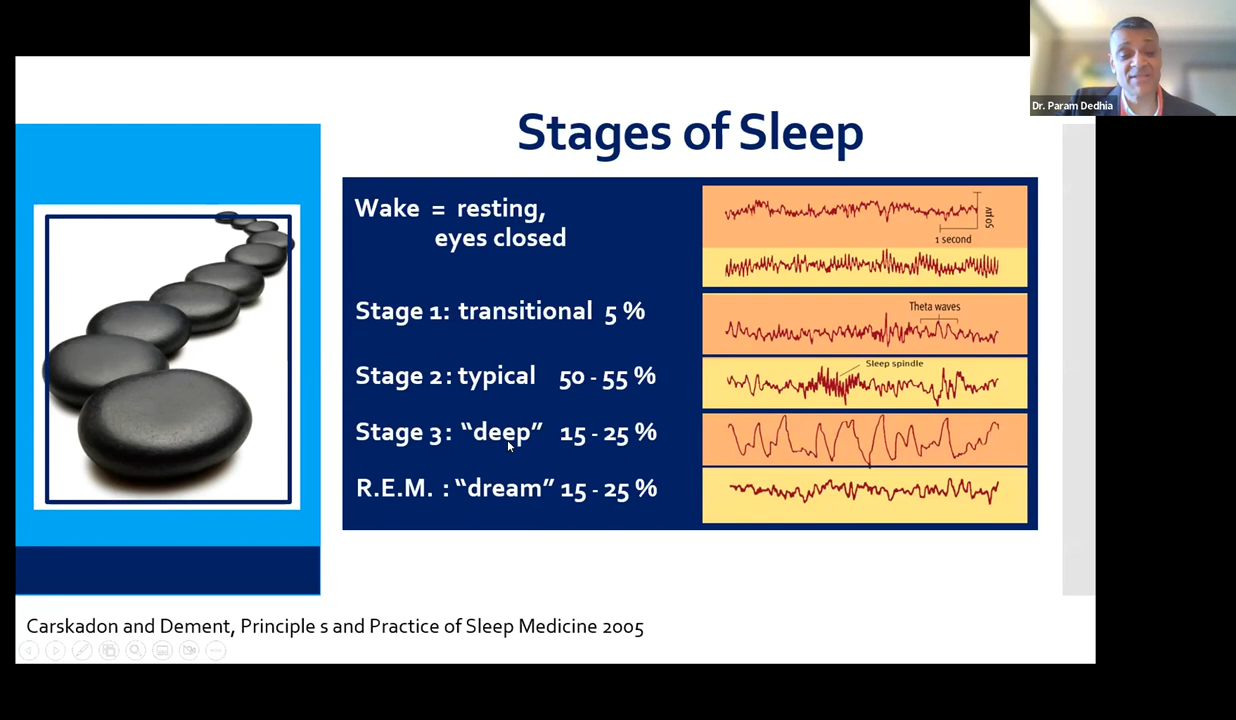 Dr. Param Dedhia
Stages of Sleep
Wake = resting,
eyes closed
50 μv
1 second
Stage 1: transitional 5 %
Theta waves
Stage 2: typical 50 - 55 %
Sleep spindle
Stage 3: “deep” 15 - 25 %
R.E.M. : “dream” 15 - 25 %
Carskadon and Dement, Principle s and Practice of Sleep Medicine 2005